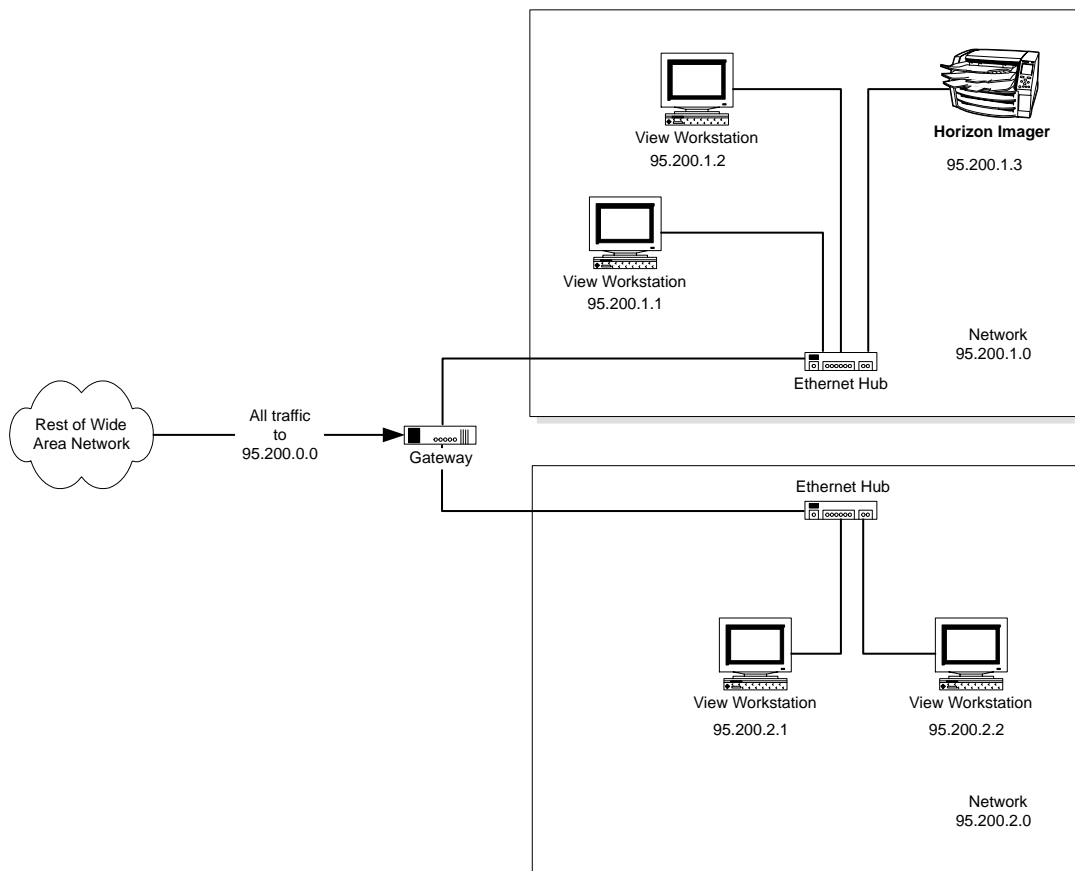 View Workstation
95.200.1.2
Horizon Imager
95.200.1.3
View Workstation
95.200.1.1
Network
95.200.1.0
Ethernet Hub
Rest of Wide
Area Network
All traffic
to
95.200.0.0
Gateway
Ethernet Hub
View Workstation
95.200.2.1
View Workstation
95.200.2.2
Network
95.200.2.0